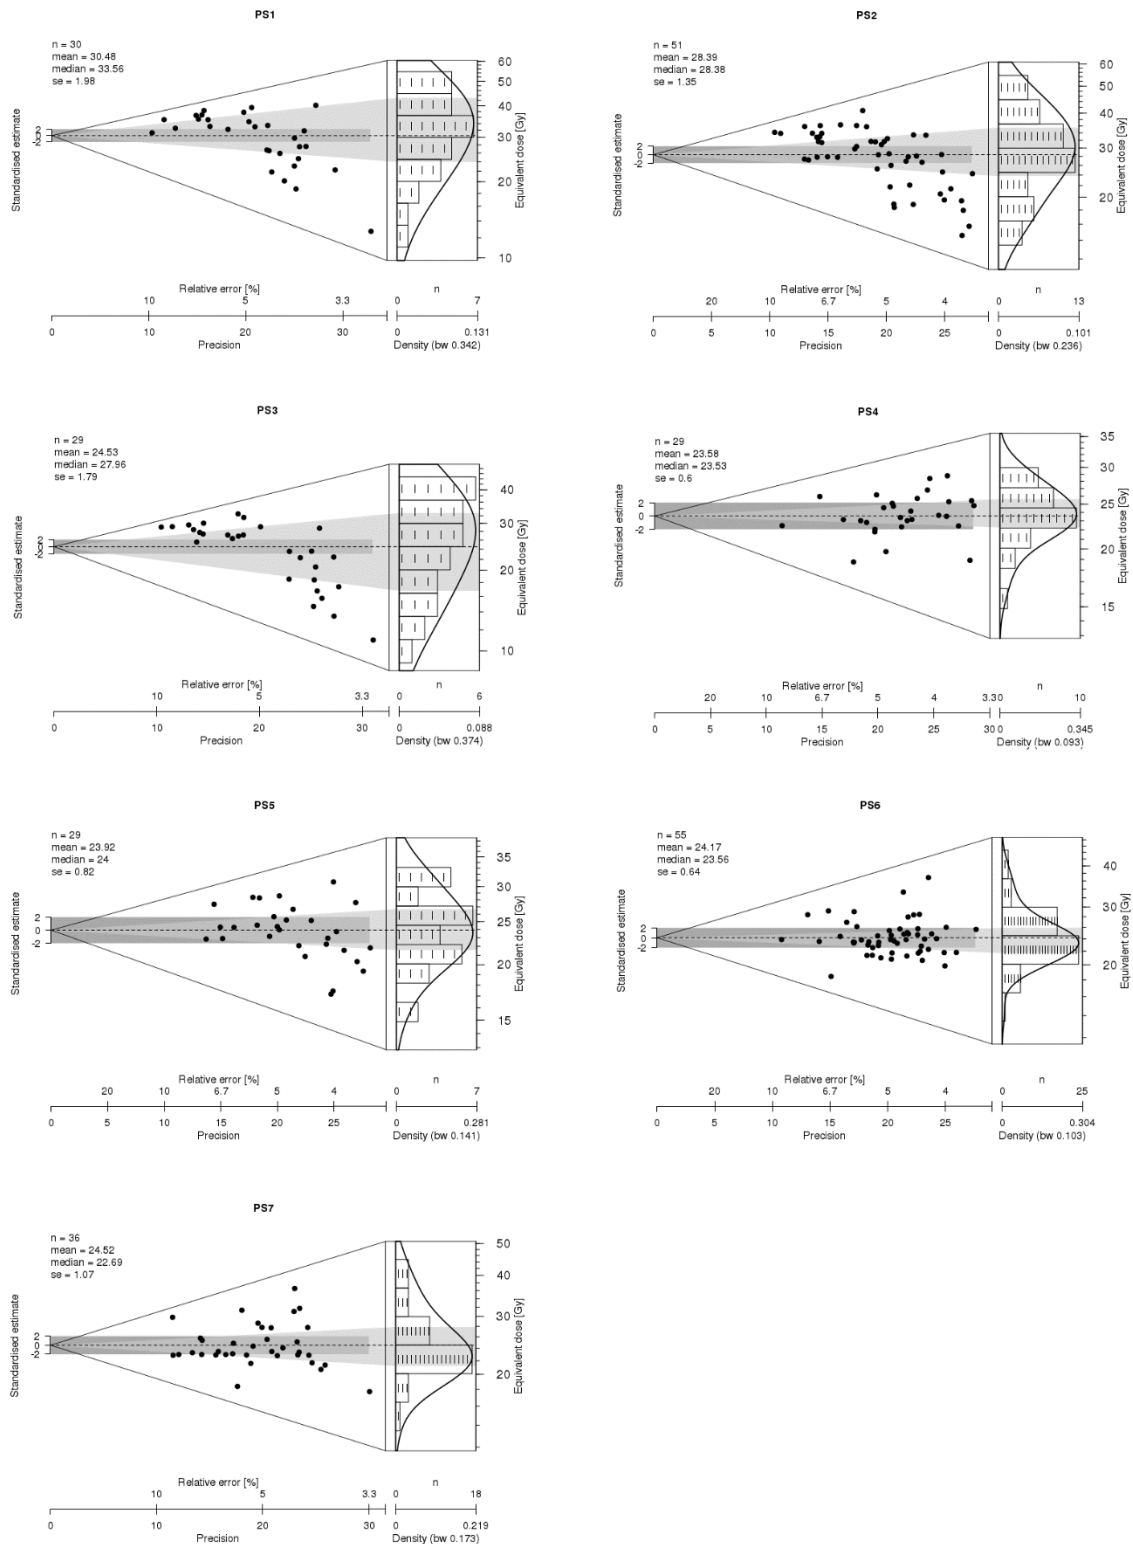 PS1
n = 30
mean = 30.48
median = 33.56
se = 1.98
Standardised estimate
2
0
-2
60
50
40
30
20
10
Equivalent dose [Gy]
Relative error [%]
10 5 3.3
0 10 20 30
Precision
n
0 7
0 0.131
Density (bw 0.342)
PS2
n = 51
mean = 28.39
median = 28.38
se = 1.35
Standardised estimate
2
0
-2
60
50
40
30
20
Equivalent dose [Gy]
Relative error [%]
20 10 6.7 5 4
0 5 10 15 20 25
Precision
n
0 13
0 0.101
Density (bw 0.236)
PS3
n = 29
mean = 24.53
median = 27.96
se = 1.79
Standardised estimate
2
0
-2
40
30
20
10
Equivalent dose [Gy]
Relative error [%]
10 5 3.3
0 10 20 30
Precision
n
0 6
0 0.088
Density (bw 0.374)
PS4
n = 29
mean = 23.58
median = 23.53
se = 0.6
Standardised estimate
2
0
-2
35
30
25
20
15
Equivalent dose [Gy]
Relative error [%]
20 10 6.7 5 4 3.3
0 5 10 15 20 25 30
Precision
n
0 10
0 0.345
Density (bw 0.093)
PS5
n = 29
mean = 23.92
median = 24
se = 0.82
Standardised estimate
2
0
-2
35
30
25
20
15
Equivalent dose [Gy]
Relative error [%]
20 10 6.7 5 4
0 5 10 15 20 25
Precision
n
0 7
0 0.281
Density (bw 0.141)
PS6
n = 55
mean = 24.17
median = 23.56
se = 0.64
Standardised estimate
2
0
-2
40
30
20
Equivalent dose [Gy]
Relative error [%]
20 10 6.7 5 4
0 5 10 15 20 25
Precision
n
0 25
0 0.304
Density (bw 0.103)
PS7
n = 36
mean = 24.52
median = 22.69
se = 1.07
Standardised estimate
2
0
-2
50
40
30
20
Equivalent dose [Gy]
Relative error [%]
10 5 3.3
0 10 20 30
Precision
n
0 18
0 0.219
Density (bw 0.173)